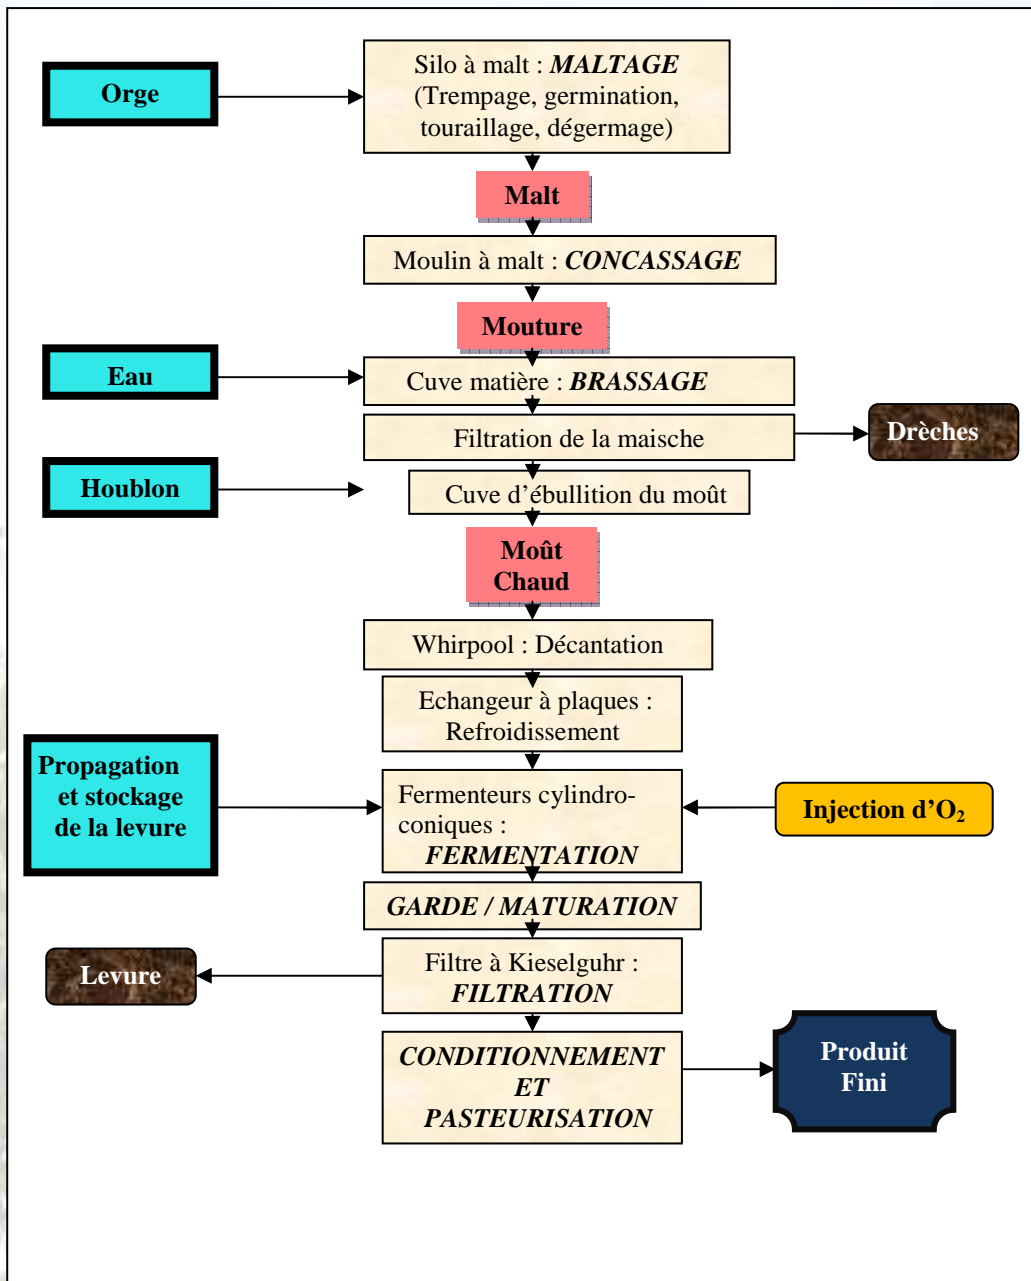 Orge
Silo à malt : MALTAGE
(Trempage, germination,
touraillage, dégermage)
Malt
Moulin à malt : CONCASSAGE
Mouture
Eau
Cuve matière : BRASSAGE
Filtration de la maische
Drèches
Houblon
Cuve d’ébullition du moût
Moût
Chaud
Whirpool : Décantation
Echangeur à plaques :
Refroidissement
Propagation
et stockage
de la levure
Fermenteurs cylindro-
coniques :
FERMENTATION
Injection d’O₂
GARDE / MATURATION
Levure
Filtre à Kieselguhr :
FILTRATION
CONDITIONNEMENT
ET
PASTEURISATION
Produit
Fini